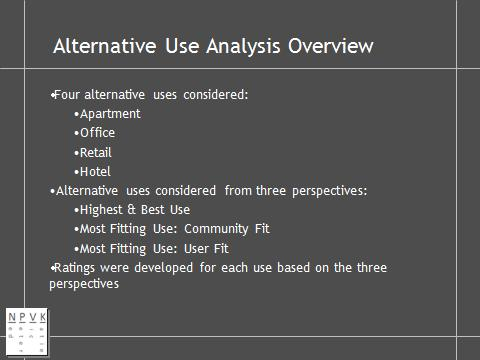 Alternative Use Analysis Overview
•Four alternative uses considered:
•Apartment
•Office
•Retail
•Hotel
•Alternative uses considered from three perspectives:
•Highest & Best Use
•Most Fitting Use: Community Fit
•Most Fitting Use: User Fit
•Ratings were developed for each use based on the three
perspectives
N P V K